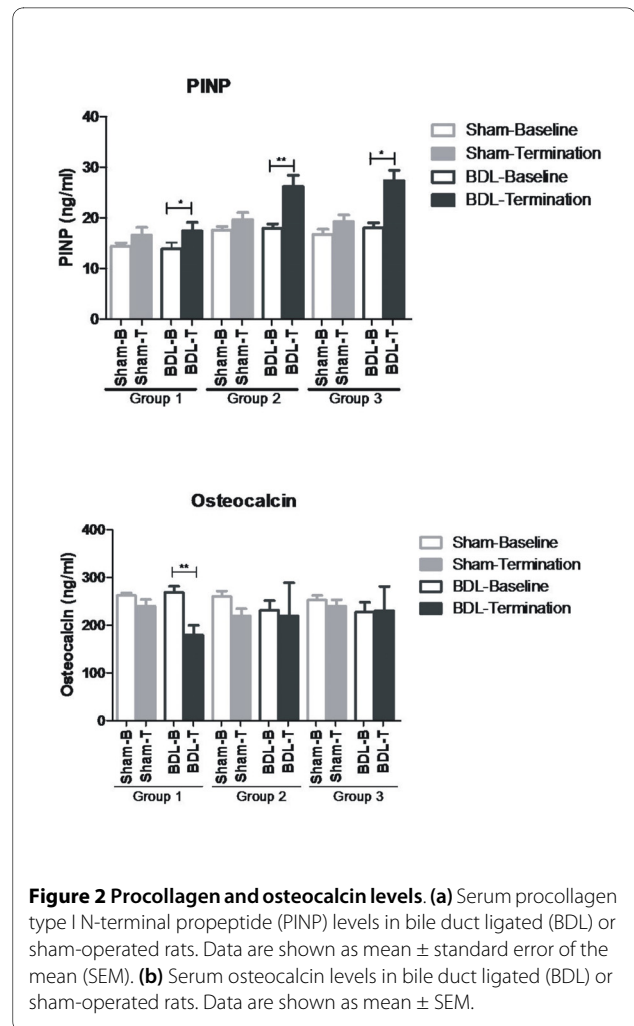 PINP
40
30
20
10
0
PINP (ng/ml)
* ** *
Sham-Baseline
Sham-Termination
BDL-Baseline
BDL-Termination
Sham-B Sham-T BDL-B BDL-T Sham-B Sham-T BDL-B BDL-T Sham-B Sham-T BDL-B BDL-T
Group 1 Group 2 Group 3
Osteocalcin
400
300
200
100
0
Osteocalcin (ng/ml)
**
Sham-Baseline
Sham-Termination
BDL-Baseline
BDL-Termination
Sham-B Sham-T BDL-B BDL-T Sham-B Sham-T BDL-B BDL-T Sham-B Sham-T BDL-B BDL-T
Group 1 Group 2 Group 3
Figure 2 Procollagen and osteocalcin levels. (a) Serum procollagen
type I N-terminal propeptide (PINP) levels in bile duct ligated (BDL) or
sham-operated rats. Data are shown as mean ± standard error of the
mean (SEM). (b) Serum osteocalcin levels in bile duct ligated (BDL) or
sham-operated rats. Data are shown as mean ± SEM.